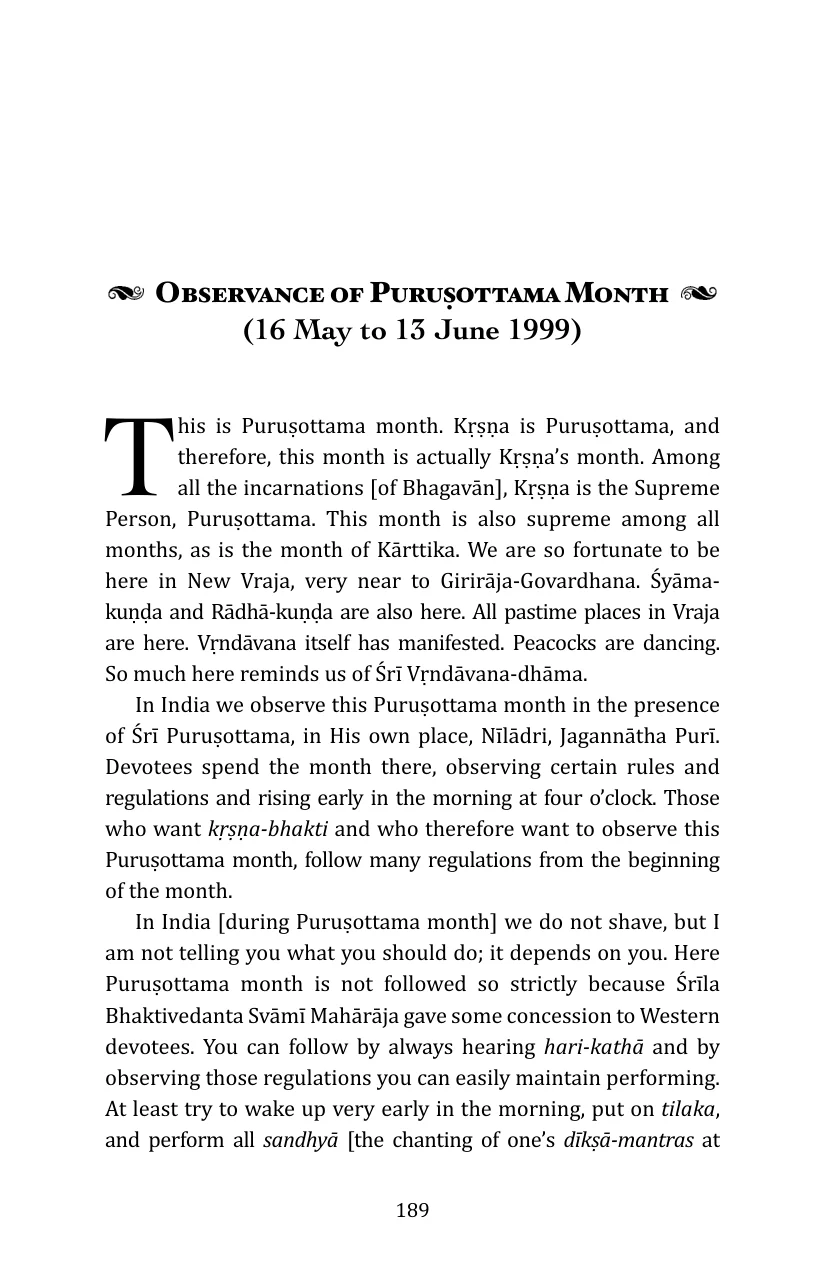 Observance of Puruṣottama Month
(16 May to 13 June 1999)
This is Puruṣottama month. Kṛṣṇa is Puruṣottama, and
therefore, this month is actually Kṛṣṇa’s month. Among
all the incarnations [of Bhagavān], Kṛṣṇa is the Supreme
Person, Puruṣottama. This month is also supreme among all
months, as is the month of Kārttika. We are so fortunate to be
here in New Vraja, very near to Girirāja-Govardhana. Śyāma-
kuṇḍa and Rādhā-kuṇḍa are also here. All pastime places in Vraja
are here. Vṛndāvana itself has manifested. Peacocks are dancing.
So much here reminds us of Śrī Vṛndāvana-dhāma.
In India we observe this Puruṣottama month in the presence
of Śrī Puruṣottama, in His own place, Nīlādri, Jagannātha Purī.
Devotees spend the month there, observing certain rules and
regulations and rising early in the morning at four o’clock. Those
who want kṛṣṇa-bhakti and who therefore want to observe this
Puruṣottama month, follow many regulations from the beginning
of the month.
In India [during Puruṣottama month] we do not shave, but I
am not telling you what you should do; it depends on you. Here
Puruṣottama month is not followed so strictly because Śrīla
Bhaktivedanta Svāmī Mahārāja gave some concession to Western
devotees. You can follow by always hearing hari-kathā and by
observing those regulations you can easily maintain performing.
At least try to wake up very early in the morning, put on tilaka,
and perform all sandhyā [the chanting of one’s dīkṣā-mantras at
189